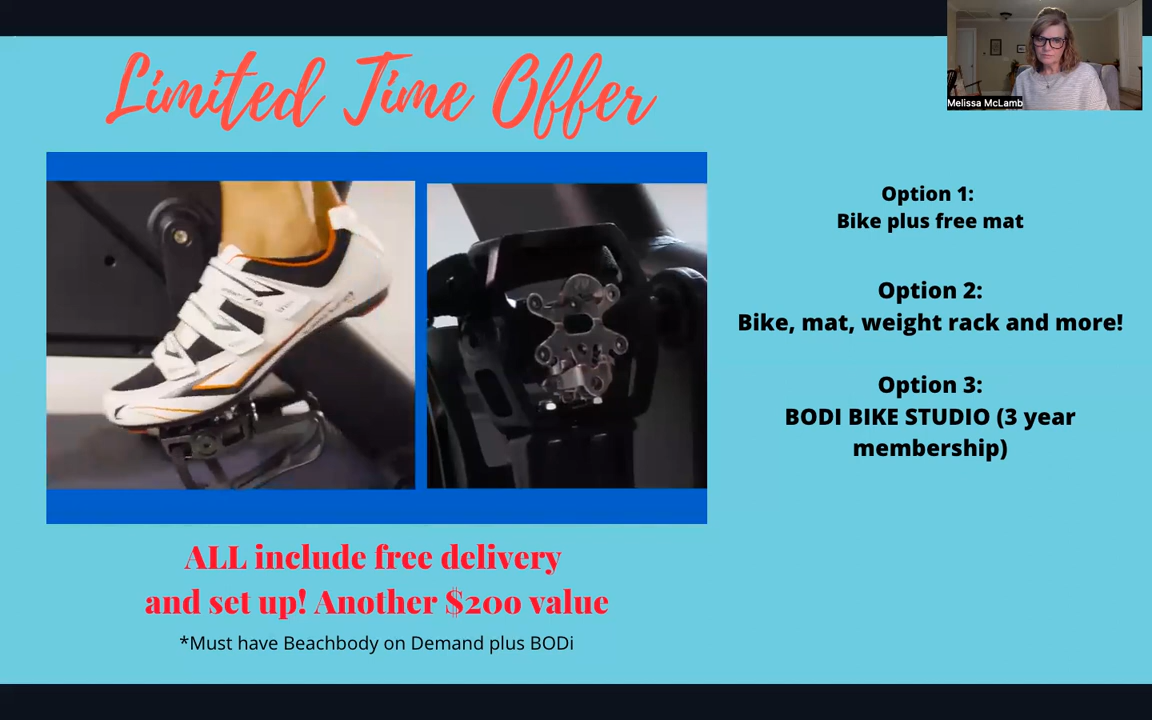 Limited Time Offer
Melissa McLamb
Option 1:
Bike plus free mat
Option 2:
Bike, mat, weight rack and more!
Option 3:
BODI BIKE STUDIO (3 year
membership)
ALL include free delivery
and set up! Another $200 value
*Must have Beachbody on Demand plus BODi